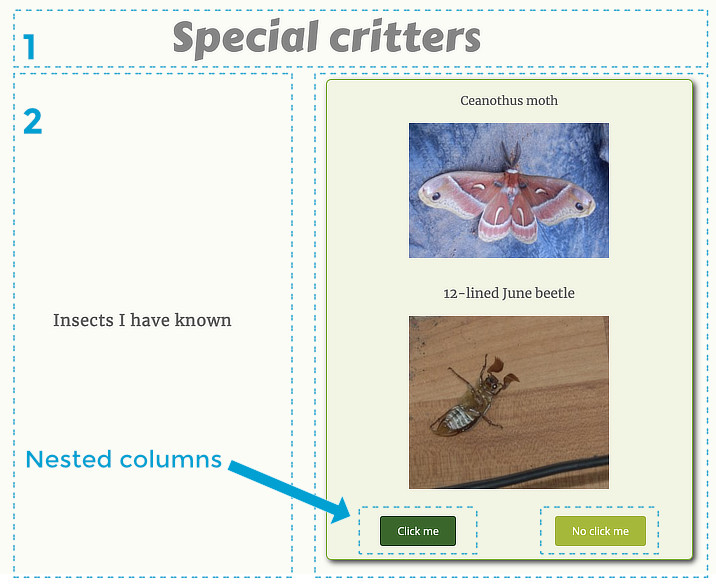 1
Special critters
2
Ceanothus moth
12-lined June beetle
Insects I have known
Nested columns
Click me
No click me